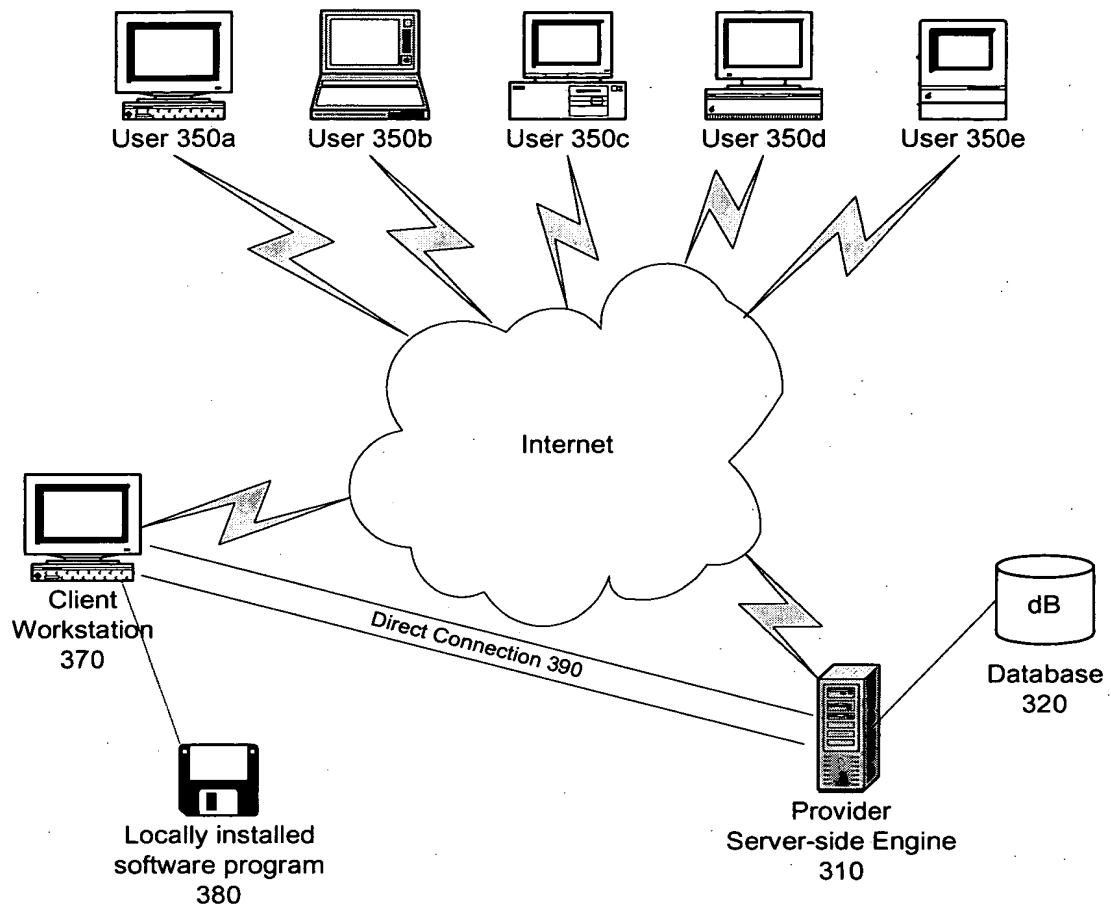 User 350a
User 350b
User 350c
User 350d
User 350e
Internet
Client
Workstation
370
Direct Connection 390
dB
Database
320
Locally installed
software program
380
Provider
Server-side Engine
310